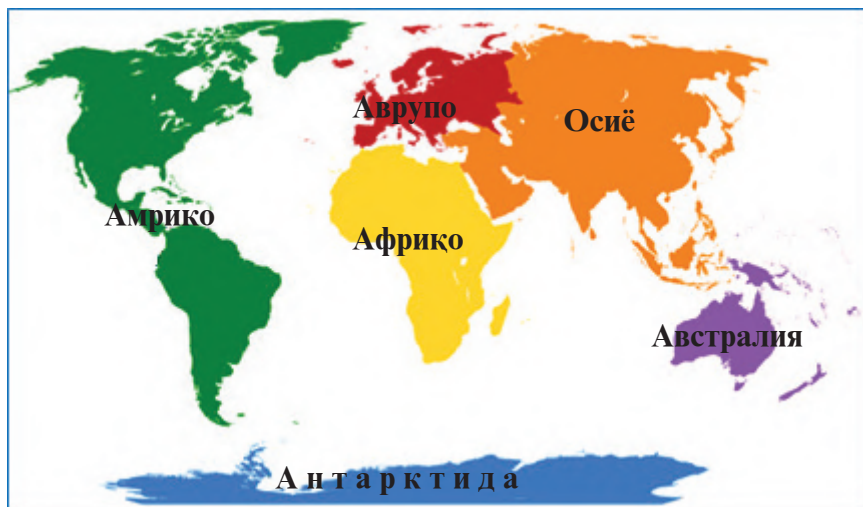 Аврупо
Осиё
Амрико
Африқо
Австралия
Антарктида